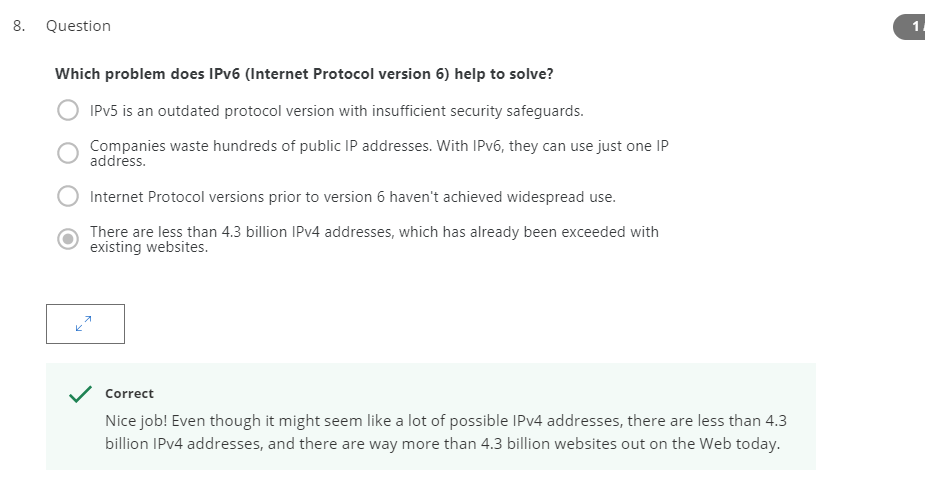 8. Question
1/
Which problem does IPv6 (Internet Protocol version 6) help to solve?
IPv5 is an outdated protocol version with insufficient security safeguards.
Companies waste hundreds of public IP addresses. With IPv6, they can use just one IP
address.
Internet Protocol versions prior to version 6 haven't achieved widespread use.
There are less than 4.3 billion IPv4 addresses, which has already been exceeded with
existing websites.
Correct
Nice job! Even though it might seem like a lot of possible IPv4 addresses, there are less than 4.3
billion IPv4 addresses, and there are way more than 4.3 billion websites out on the Web today.